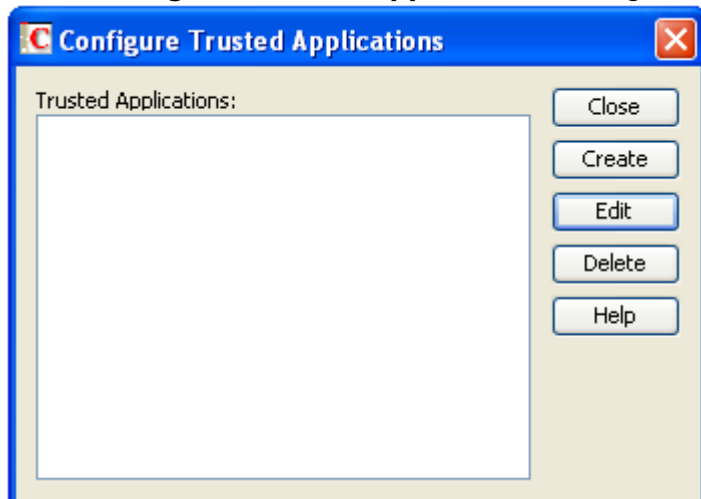 C Configure Trusted Applications
Trusted Applications:
Close
Create
Edit
Delete
Help